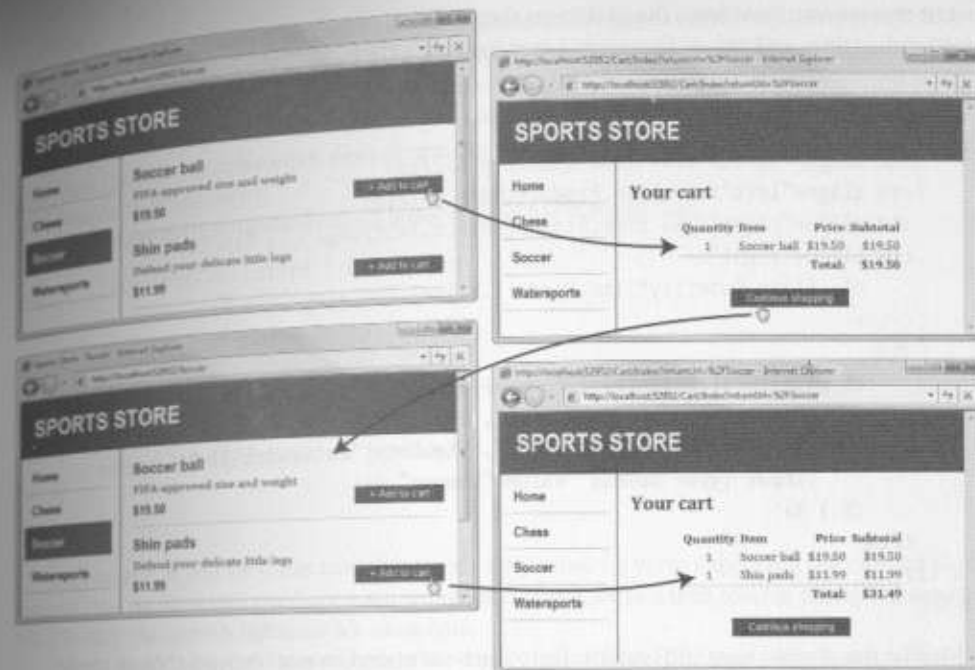 SPORTS STORE
Home
Chess
Soccer
Watersports
Soccer ball
FIFA-approved size and weight
$19.50
+ Add to cart
Shin pads
Defend your delicate little legs
$11.99
+ Add to cart
SPORTS STORE
Home
Chess
Soccer
Watersports
Your cart
Quantity Item Price Subtotal
1 Soccer ball $19.50 $19.50
Total: $19.50
Continue shopping
SPORTS STORE
Home
Chess
Soccer
Watersports
Soccer ball
FIFA-approved size and weight
$19.50
+ Add to cart
Shin pads
Defend your delicate little legs
$11.99
+ Add to cart
SPORTS STORE
Home
Chess
Soccer
Watersports
Your cart
Quantity Item Price Subtotal
1 Soccer ball $19.50 $19.50
1 Shin pads $11.99 $11.99
Total: $31.49
Continue shopping